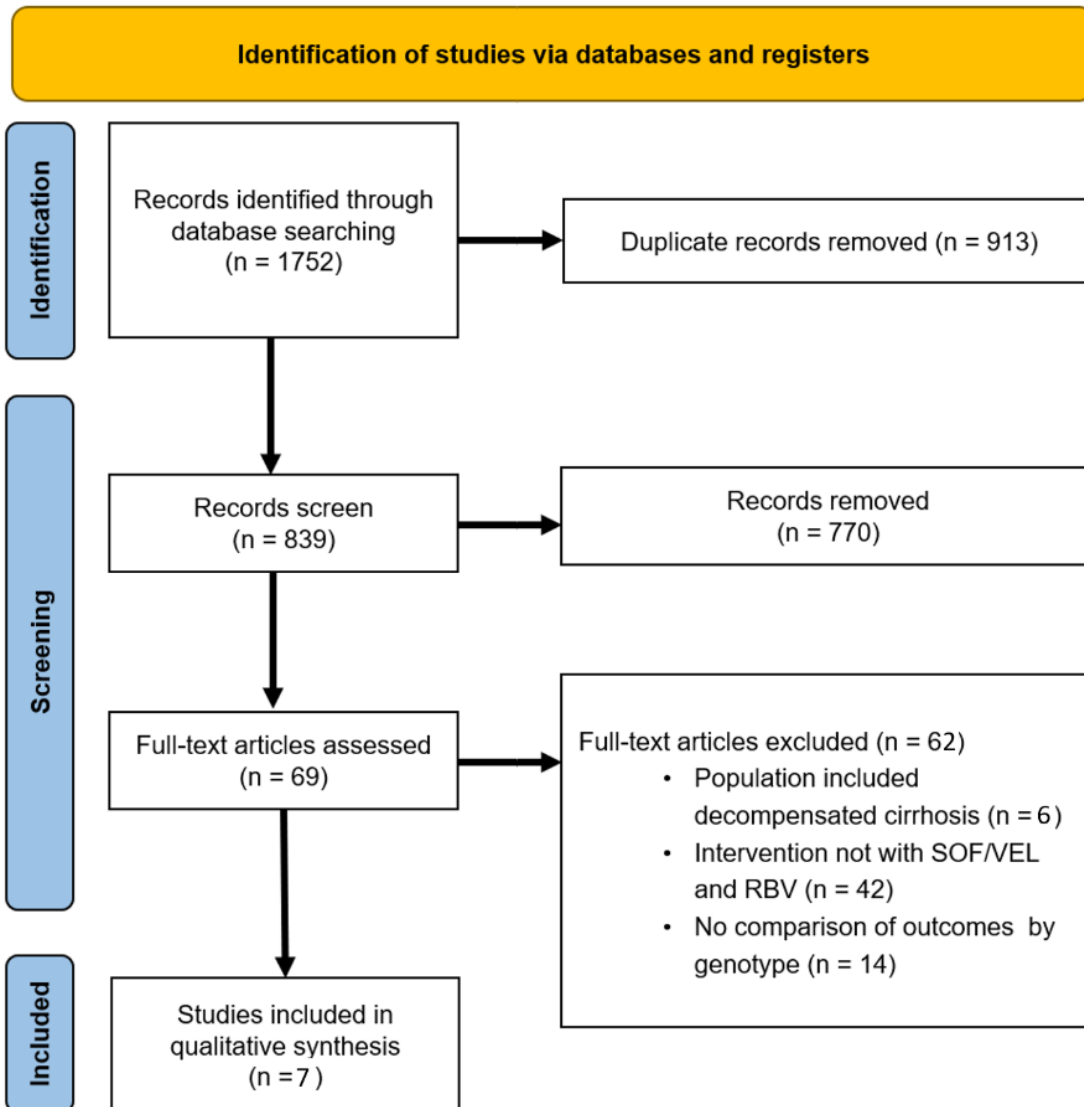 Identification of studies via databases and registers
Identification
Records identified through
database searching
(n = 1752)
Duplicate records removed (n = 913)
Screening
Records screen
(n = 839)
Records removed
(n = 770)
Full-text articles assessed
(n = 69)
Full-text articles excluded (n = 62)
• Population included
decompensated cirrhosis (n = 6)
• Intervention not with SOF/VEL
and RBV (n = 42)
• No comparison of outcomes by
genotype (n = 14)
Included
Studies included in
qualitative synthesis
(n =7 )